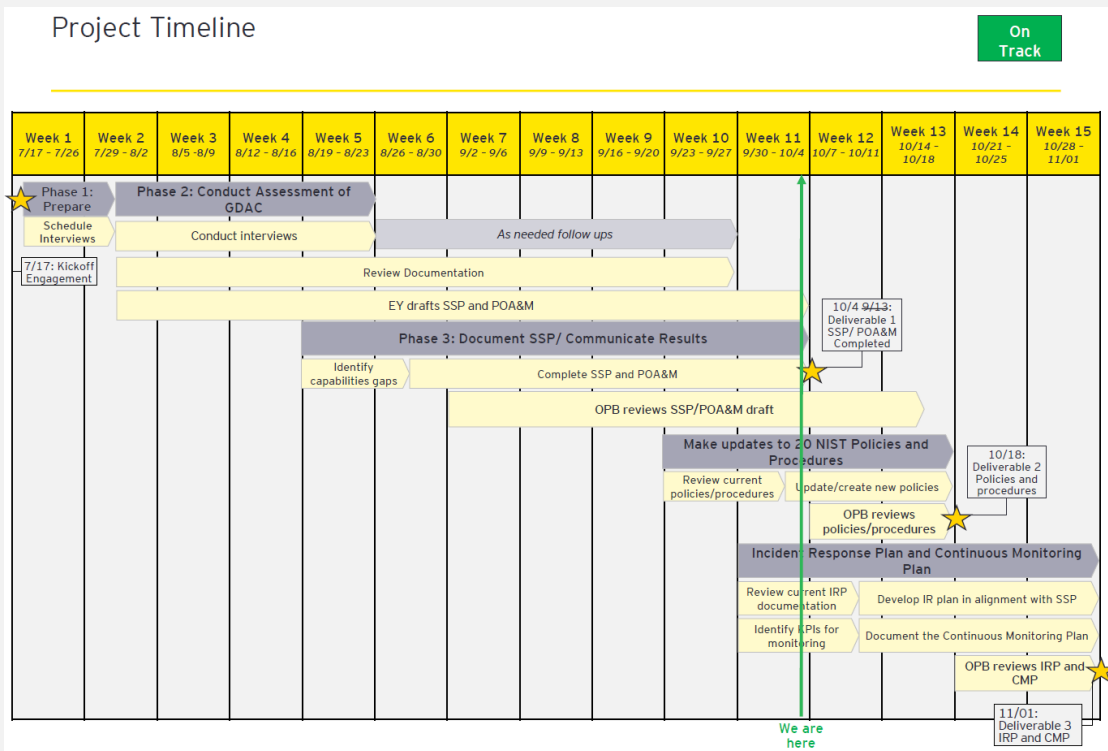 Project Timeline
On
Track
Week 1
7/17 - 7/26
Week 2
7/29 - 8/2
Week 3
8/5 -8/9
Week 4
8/12 - 8/16
Week 5
8/19 - 8/23
Week 6
8/26 - 8/30
Week 7
9/2 - 9/6
Week 8
9/9 - 9/13
Week 9
9/16 - 9/20
Week 10
9/23 - 9/27
Week 11
9/30 - 10/4
Week 12
10/7 - 10/11
Week 13
10/14 -
10/18
Week 14
10/21 -
10/25
Week 15
10/28 -
11/01
Phase 1:
Prepare
Phase 2: Conduct Assessment of
GDAC
Schedule
Interviews
Conduct interviews
As needed follow ups
7/17: Kickoff
Engagement
Review Documentation
EY drafts SSP and POA&M
10/4 9/13:
Deliverable 1
SSP/ POA&M
Completed
Phase 3: Document SSP/ Communicate Results
Identify
capabilities gaps
Complete SSP and POA&M
OPB reviews SSP/POA&M draft
Make updates to 20 NIST Policies and
Procedures
10/18:
Deliverable 2
Policies and
procedures
Review current
policies/procedures
Update/create new policies
OPB reviews
policies/procedures
Incident Response Plan and Continuous Monitoring
Plan
Review current IRP
documentation
Develop IR plan in alignment with SSP
Identify KPIs for
monitoring
Document the Continuous Monitoring Plan
OPB reviews IRP and
CMP
11/01:
Deliverable 3
IRP and CMP
We are
here